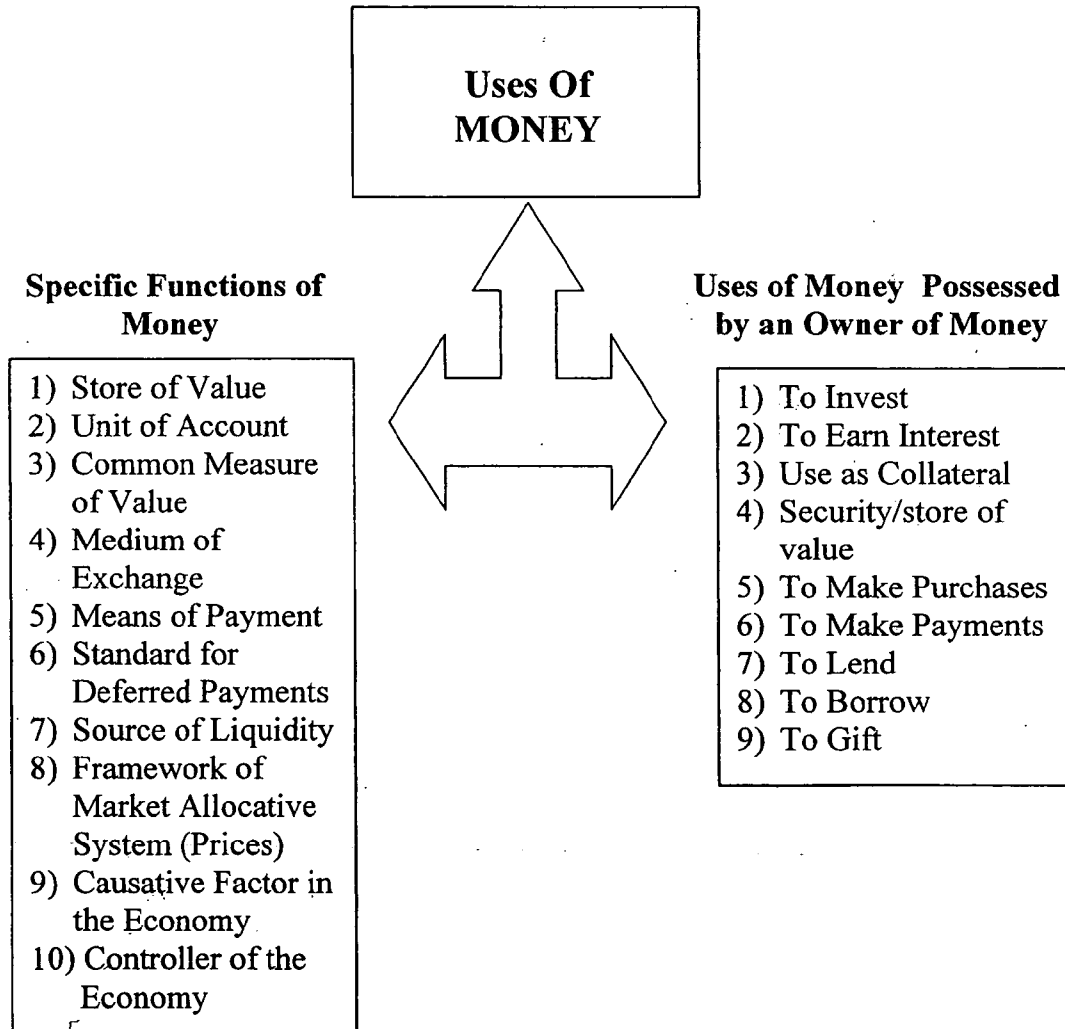 Uses Of
MONEY
Specific Functions of
Money
1) Store of Value
2) Unit of Account
3) Common Measure
of Value
4) Medium of
Exchange
5) Means of Payment
6) Standard for
Deferred Payments
7) Source of Liquidity
8) Framework of
Market Allocative
System (Prices)
9) Causative Factor in
the Economy
10) Controller of the
Economy
Uses of Money Possessed
by an Owner of Money
1) To Invest
2) To Earn Interest
3) Use as Collateral
4) Security/store of
value
5) To Make Purchases
6) To Make Payments
7) To Lend
8) To Borrow
9) To Gift